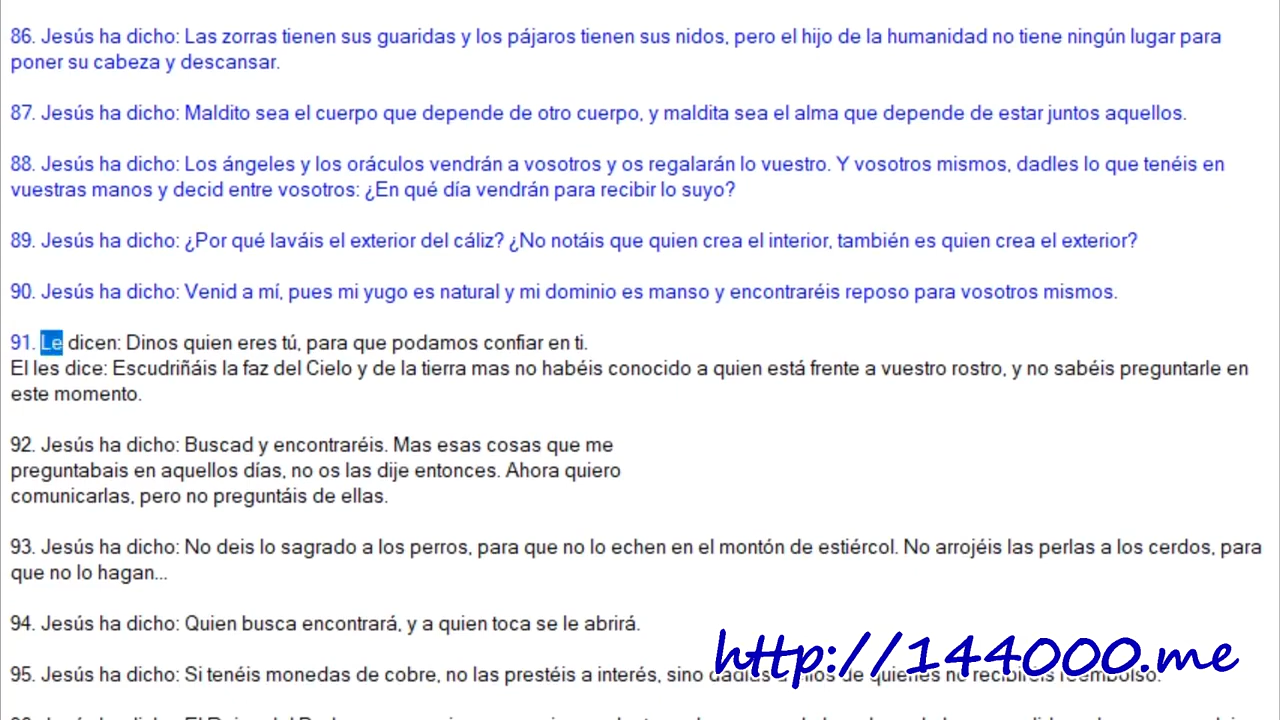 86. Jesús ha dicho: Las zorras tienen sus guaridas y los pájaros tienen sus nidos, pero el hijo de la humanidad no tiene ningún lugar para
poner su cabeza y descansar.
87. Jesús ha dicho: Maldito sea el cuerpo que depende de otro cuerpo, y maldita sea el alma que depende de estar juntos aquellos.
88. Jesús ha dicho: Los ángeles y los oráculos vendrán a vosotros y os regalarán lo vuestro. Y vosotros mismos, dadles lo que tenéis en
vuestras manos y decid entre vosotros: ¿En qué día vendrán para recibir lo suyo?
89. Jesús ha dicho: ¿Por qué laváis el exterior del cáliz? ¿No notáis que quien crea el interior, también es quien crea el exterior?
90. Jesús ha dicho: Venid a mí, pues mi yugo es natural y mi dominio es manso y encontraréis reposo para vosotros mismos.
91. Le dicen: Dinos quien eres tú, para que podamos confiar en ti.
El les dice: Escudriñáis la faz del Cielo y de la tierra mas no habéis conocido a quien está frente a vuestro rostro, y no sabéis preguntarle en
este momento.
92. Jesús ha dicho: Buscad y encontraréis. Mas esas cosas que me
preguntabais en aquellos días, no os las dije entonces. Ahora quiero
comunicarlas, pero no preguntáis de ellas.
93. Jesús ha dicho: No deis lo sagrado a los perros, para que no lo echen en el montón de estiércol. No arrojéis las perlas a los cerdos, para
que no lo hagan...
94. Jesús ha dicho: Quien busca encontrará, y a quien toca se le abrirá.
http://144000.me
95. Jesús ha dicho: Si tenéis monedas de cobre, no las prestéis a interés, sino de quienes no recibiréis reembolso.